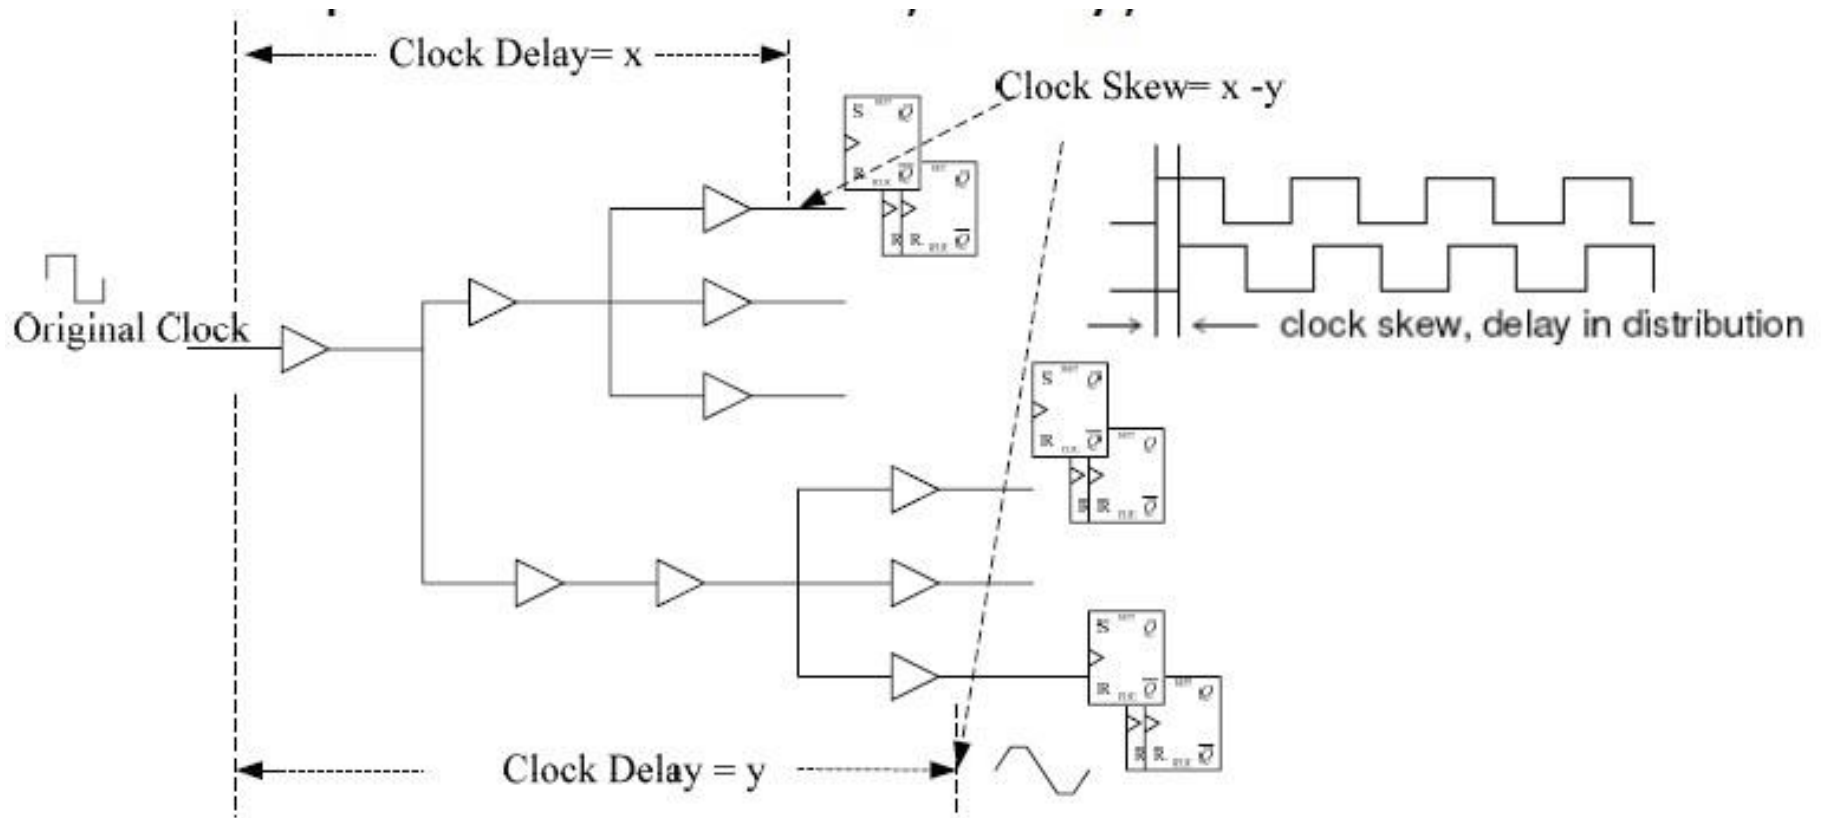 Clock Delay= x
Clock Skew= x -y
S Q
R Q
Q
R R Q
Original Clock
clock skew, delay in distribution
S Q
R Q
Q
R R Q
S Q
R Q
Q
R R Q
Clock Delay = y